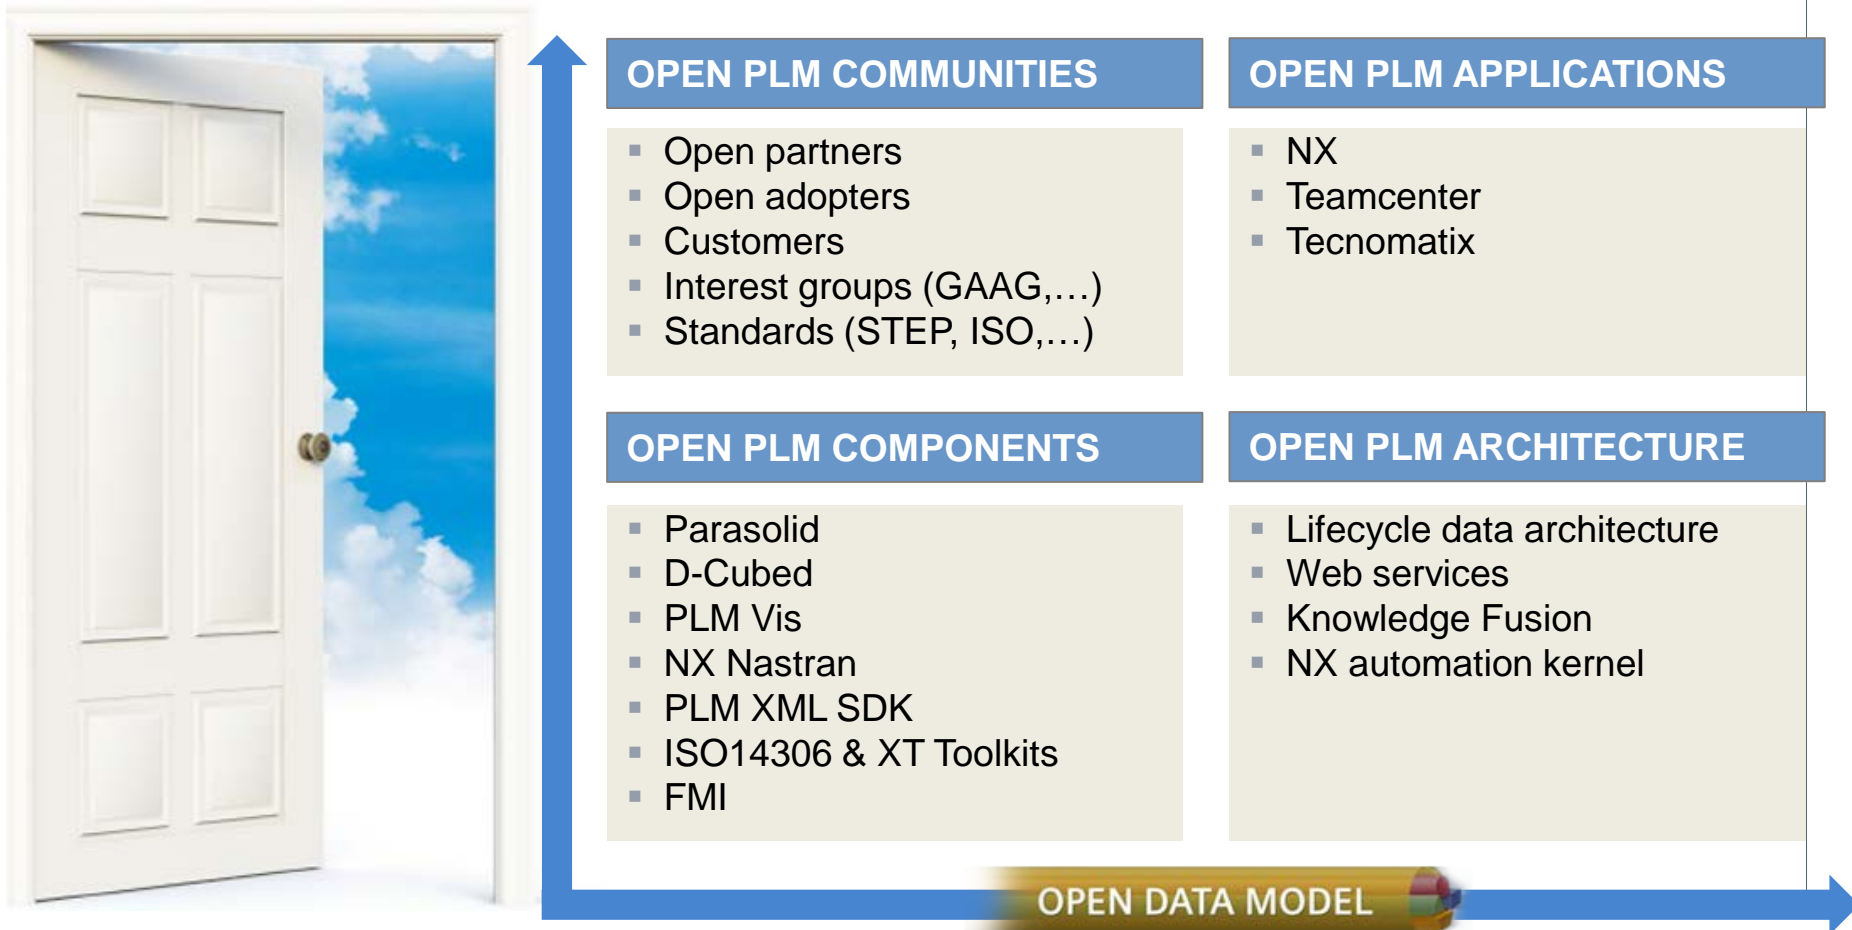 OPEN PLM COMMUNITIES
Open partners
Open adopters
Customers
Interest groups (GAAG,…)
Standards (STEP, ISO,…)
OPEN PLM APPLICATIONS
NX
Teamcenter
Tecnomatix
OPEN PLM COMPONENTS
Parasolid
D-Cubed
PLM Vis
NX Nastran
PLM XML SDK
ISO14306 & XT Toolkits
FMI
OPEN PLM ARCHITECTURE
Lifecycle data architecture
Web services
Knowledge Fusion
NX automation kernel
OPEN DATA MODEL